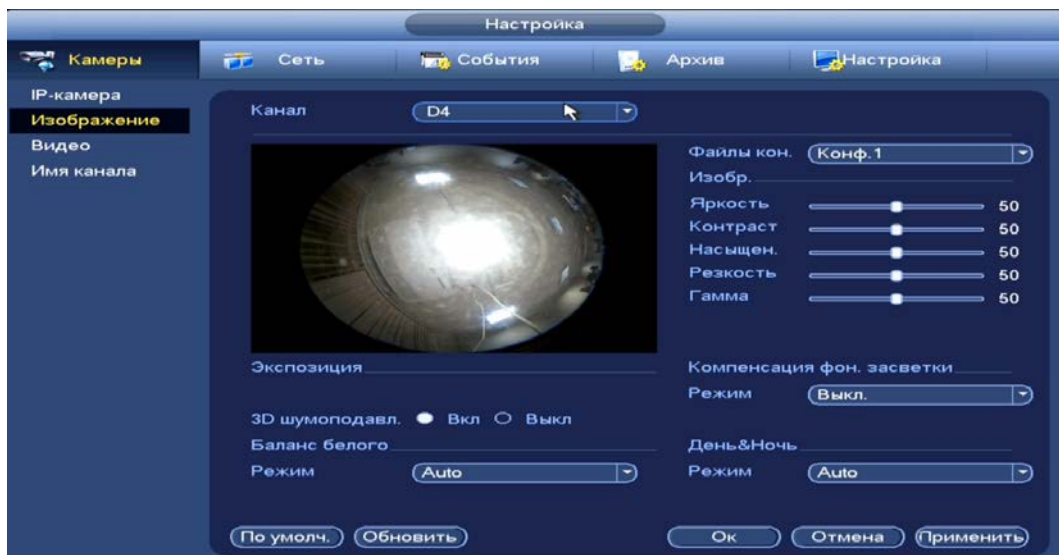 Настройка
Камеры
Сеть
События
Архив
Настройка
IP-камера
Изображение
Видео
Имя канала
Канал D4
Файлы кон. Конф.1
Изобр.
Яркость 50
Контраст 50
Насыщен. 50
Резкость 50
Гамма 50
Экспозиция
3D шумоподавл. Вкл Выкл
Баланс белого
Режим Auto
Компенсация фон. засветки
Режим Выкл.
День&Ночь
Режим Auto
По умолч. Обновить Ок Отмена Применить